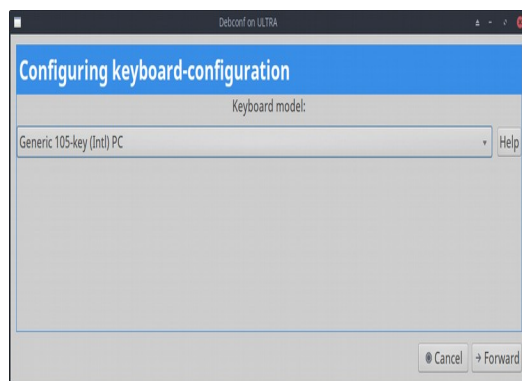 Debconf on ULTRA
Configuring keyboard-configuration
Keyboard model:
Generic 105-key (Intl) PC
Help
Cancel
Forward